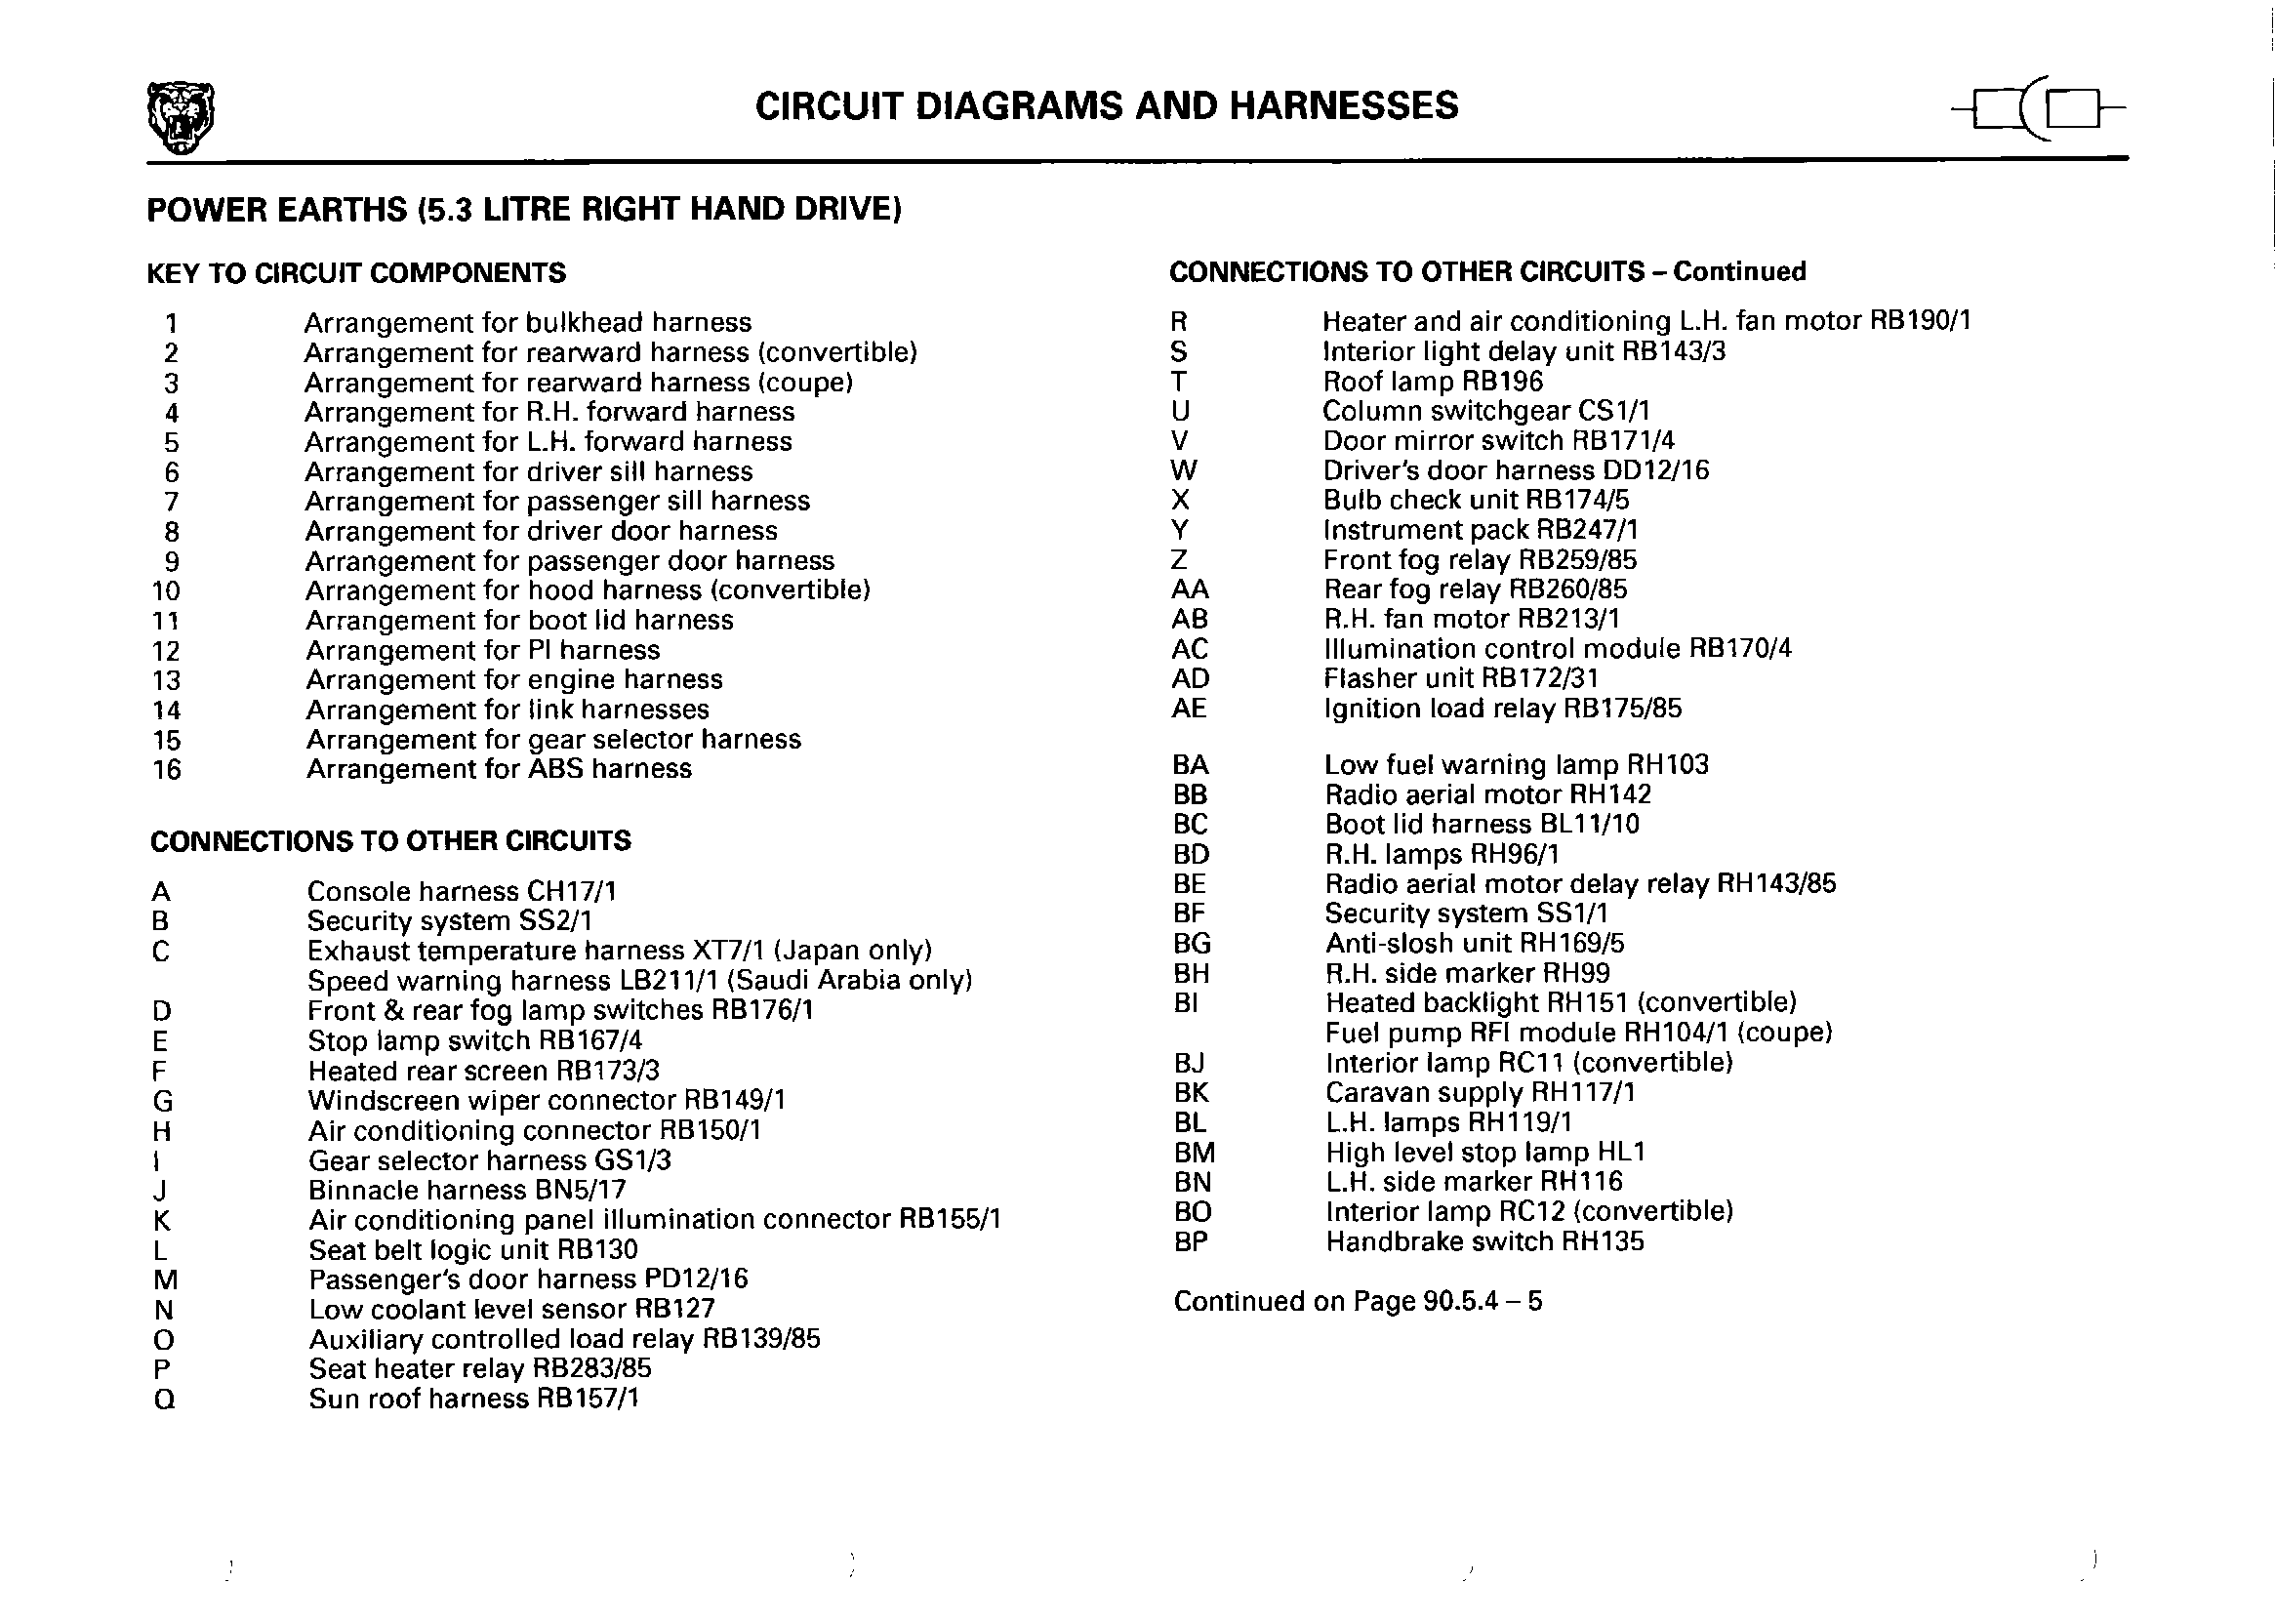 CIRCUIT DIAGRAMS AND HARNESSES
POWER EARTHS (5.3 LITRE RIGHT HAND DRIVE)
KEY TO CIRCUIT COMPONENTS
1 Arrangement for bulkhead harness
2 Arrangement for rearward harness (convertible)
3 Arrangement for rearward harness (coupe)
4 Arrangement for R.H. forward harness
5 Arrangement for L.H. forward harness
6 Arrangement for driver sill harness
7 Arrangement for passenger sill harness
8 Arrangement for driver door harness
9 Arrangement for passenger door harness
10 Arrangement for hood harness (convertible)
11 Arrangement for boot lid harness
12 Arrangement for PI harness
13 Arrangement for engine harness
14 Arrangement for link harnesses
15 Arrangement for gear selector harness
16 Arrangement for ABS harness
CONNECTIONS TO OTHER CIRCUITS
A Console harness CH17/1
B Security system SS2/1
C Exhaust temperature harness XT7/1 (Japan only)
Speed warning harness LB211/1 (Saudi Arabia only)
D Front & rear fog lamp switches RB176/1
E Stop lamp switch RB167/4
F Heated rear screen RB173/3
G Windscreen wiper connector RB149/1
H Air conditioning connector RB150/1
I Gear selector harness GS1/3
J Binnacle harness BN5/17
K Air conditioning panel illumination connector RB155/1
L Seat belt logic unit RB130
M Passenger's door harness PD12/16
N Low coolant level sensor RB127
O Auxiliary controlled load relay RB139/85
P Seat heater relay RB283/85
Q Sun roof harness RB157/1
CONNECTIONS TO OTHER CIRCUITS – Continued
R Heater and air conditioning L.H. fan motor RB190/1
S Interior light delay unit RB143/3
T Roof lamp RB196
U Column switchgear CS1/1
V Door mirror switch RB171/4
W Driver's door harness DD12/16
X Bulb check unit RB174/5
Y Instrument pack RB247/1
Z Front fog relay RB259/85
AA Rear fog relay RB260/85
AB R.H. fan motor RB213/1
AC Illumination control module RB170/4
AD Flasher unit RB172/31
AE Ignition load relay RB175/85
BA Low fuel warning lamp RH103
BB Radio aerial motor RH142
BC Boot lid harness BL11/10
BD R.H. lamps RH96/1
BE Radio aerial motor delay relay RH143/85
BF Security system SS1/1
BG Anti-slosh unit RH169/5
BH R.H. side marker RH99
BI Heated backlight RH151 (convertible)
Fuel pump RFI module RH104/1 (coupe)
BJ Interior lamp RC11 (convertible)
BK Caravan supply RH117/1
BL L.H. lamps RH119/1
BM High level stop lamp HL1
BN L.H. side marker RH116
BO Interior lamp RC12 (convertible)
BP Handbrake switch RH135
Continued on Page 90.5.4 – 5